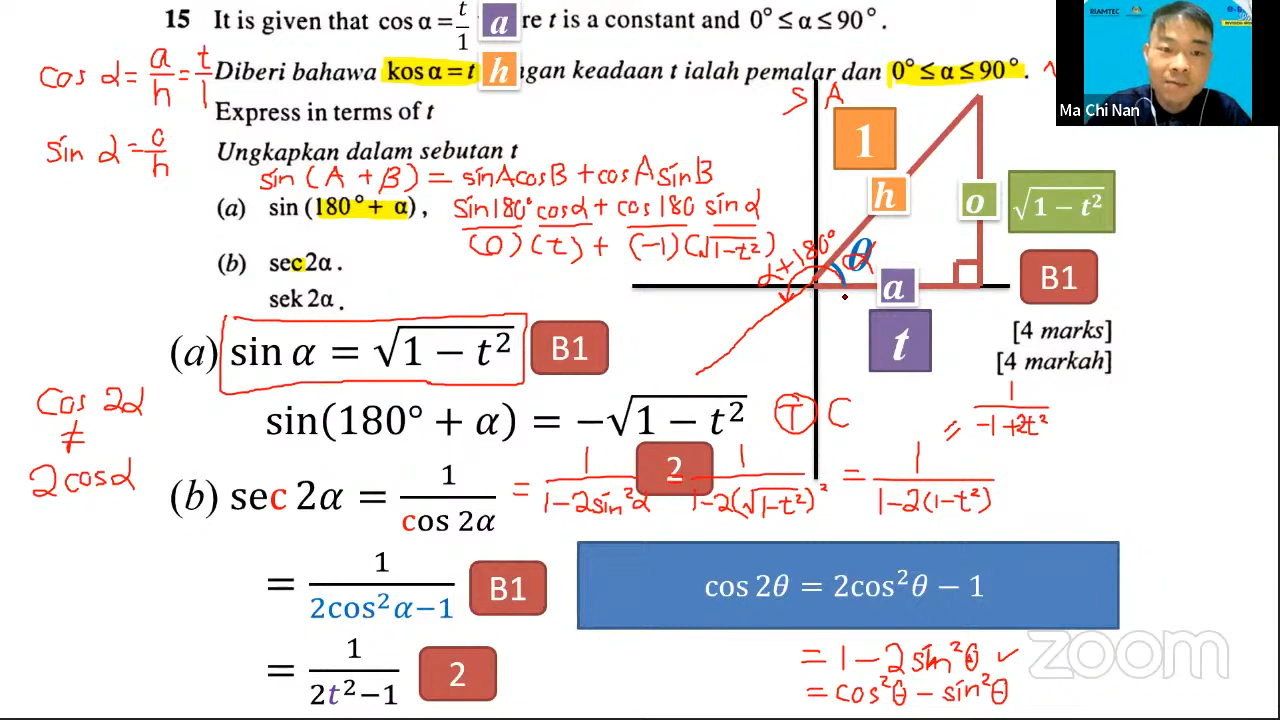 15 It is given that cos α = t/1 a re t is a constant and 0° ≤ α ≤ 90°.
cos α = a/h = t/1
Diberi bahawa kos α = t h ngan keadaan t ialah pemalar dan 0° ≤ α ≤ 90°.
Ma Chi Nan
Express in terms of t
S A
sin α = o/h
Ungkapkan dalam sebutan t
1
sin (A + B) = sinAcosB + cosAsinB
h
o
√1 − t²
(a) sin (180° + α),
sin180°cosα + cos180 sinα
(0)(t) + (−1)(√1−t²)
α+180°
θ
α
(b) sec 2α.
a
B1
sek 2α.
t
[4 marks]
[4 markah]
(a) sin α = √1 − t² B1
cos 2α
≠
2cosα
sin(180° + α) = −√1 − t²
T C
= 1/(−1+2t²)
2
(b) sec 2α = 1/cos 2α = 1/(1−2sin²α) = 1/(1−2(√1−t²)²) = 1/(1−2(1−t²))
= 1/(2cos²α−1) B1
cos 2θ = 2cos²θ − 1
= 1/(2t²−1) 2
= 1 − 2sin²θ ✓
= cos²θ − sin²θ
zoom